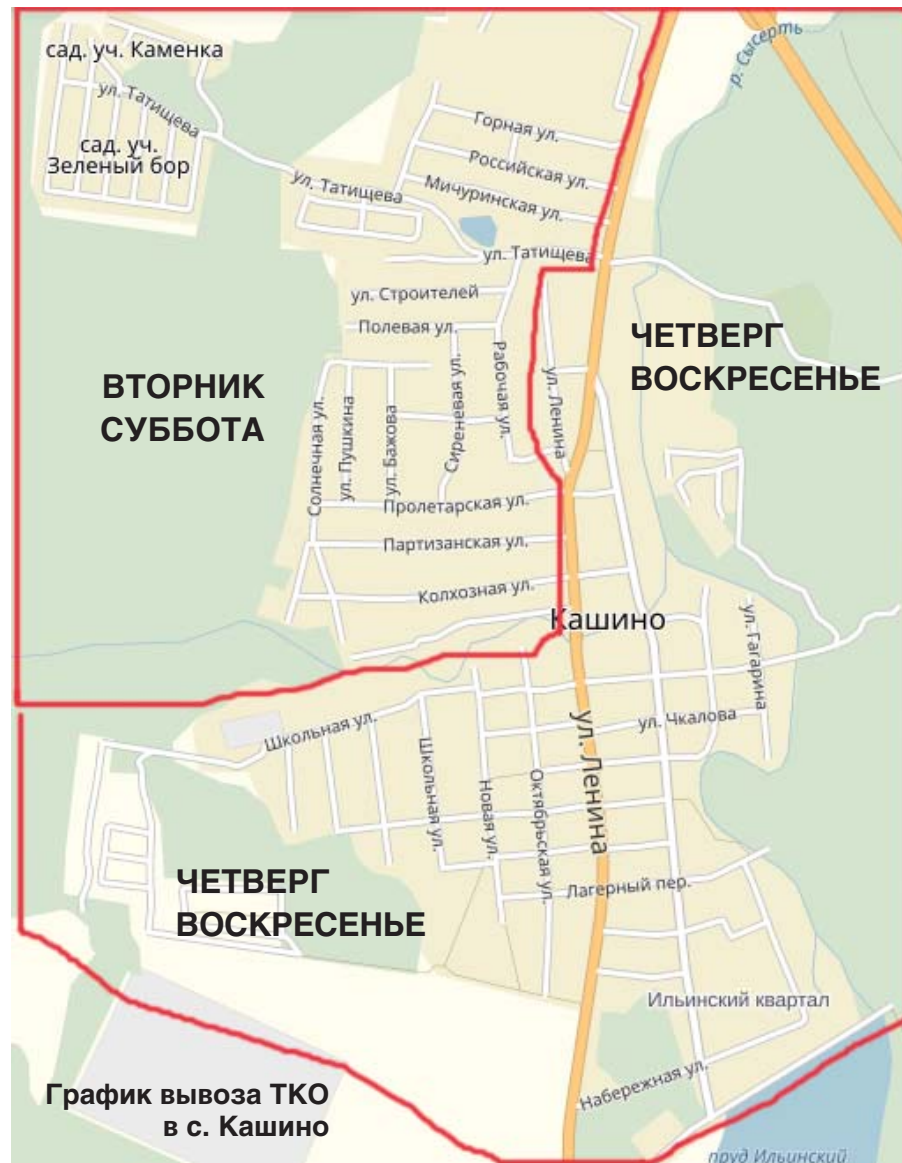 сад. уч. Каменка
р. Сысерть
ул. Татищева
Горная ул.
сад. уч.
Зеленый бор
Российская ул.
ул. Татищева
Мичуринская ул.
ул. Татищева
ул. Строителей
Полевая ул.
ЧЕТВЕРГ
ВОСКРЕСЕНЬЕ
ВТОРНИК
СУББОТА
Солнечная ул.
ул. Пушкина
ул. Бажова
Сиреневая ул.
Рабочая ул.
ул. Ленина
Пролетарская ул.
Партизанская ул.
Колхозная ул.
Кашино
ул. Гагарина
Школьная ул.
ул. Чкалова
ул. Ленина
Школьная ул.
Новая ул.
Октябрьская ул.
ЧЕТВЕРГ
ВОСКРЕСЕНЬЕ
Лагерный пер.
Ильинский квартал
Набережная ул.
График вывоза ТКО
в с. Кашино
пруд Ильинский